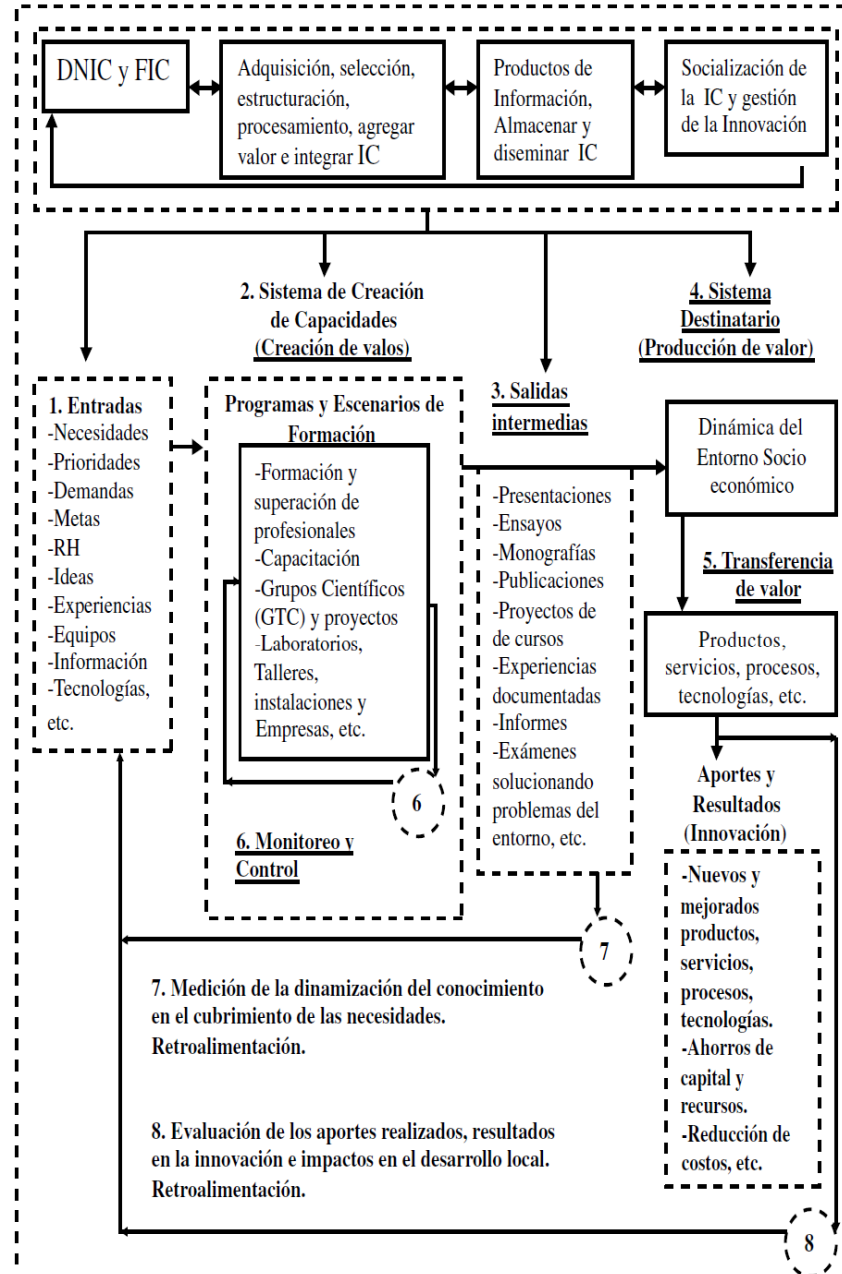 DNIC y FIC
Adquisición, selección,
estructuración,
procesamiento, agregar
valor e integrar IC
Productos de
Información,
Almacenar y
diseminar IC
Socialización de
la IC y gestión
de la Innovación
2. Sistema de Creación
de Capacidades
(Creación de valos)
4. Sistema
Destinatario
(Producción de valor)
1. Entradas
-Necesidades
-Prioridades
-Demandas
-Metas
-RH
-Ideas
-Experiencias
-Equipos
-Información
-Tecnologías,
etc.
Programas y Escenarios de
Formación
-Formación y
superación de
profesionales
-Capacitación
-Grupos Científicos
(GTC) y proyectos
-Laboratorios,
Talleres,
instalaciones y
Empresas, etc.
6
6. Monitoreo y
Control
3. Salidas
intermedias
-Presentaciones
-Ensayos
-Monografías
-Publicaciones
-Proyectos de
de cursos
-Experiencias
documentadas
-Informes
-Exámenes
solucionando
problemas del
entorno, etc.
Dinámica del
Entorno Socio
económico
5. Transferencia
de valor
Productos,
servicios, procesos,
tecnologías, etc.
Aportes y
Resultados
(Innovación)
-Nuevos y
mejorados
productos,
servicios,
procesos,
tecnologías.
-Ahorros de
capital y
recursos.
-Reducción de
costos, etc.
7
7. Medición de la dinamización del conocimiento
en el cubrimiento de las necesidades.
Retroalimentación.
8. Evaluación de los aportes realizados, resultados
en la innovación e impactos en el desarrollo local.
Retroalimentación.
8